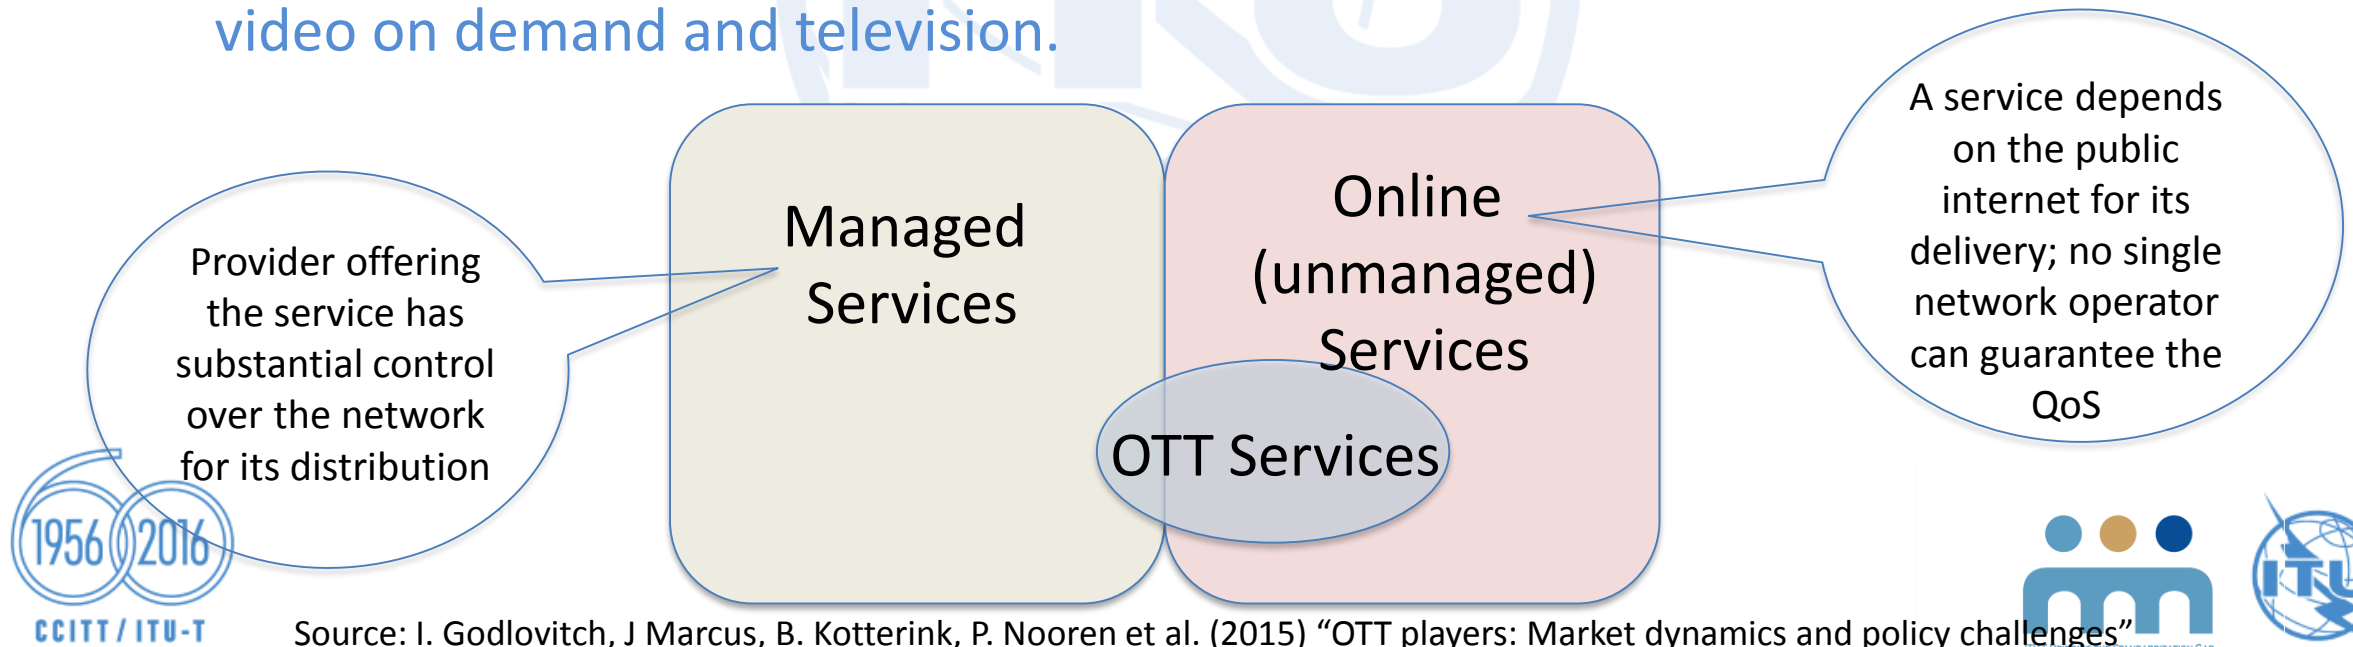 video on demand and television.
Provider offering
the service has
substantial control
over the network
for its distribution
Managed
Services
Online
(unmanaged)
Services
OTT Services
A service depends
on the public
internet for its
delivery; no single
network operator
can guarantee the
QoS
1956 2016
CCITT / ITU-T
ITU
Source: I. Godlovitch, J Marcus, B. Kotterink, P. Nooren et al. (2015) “OTT players: Market dynamics and policy challenges”